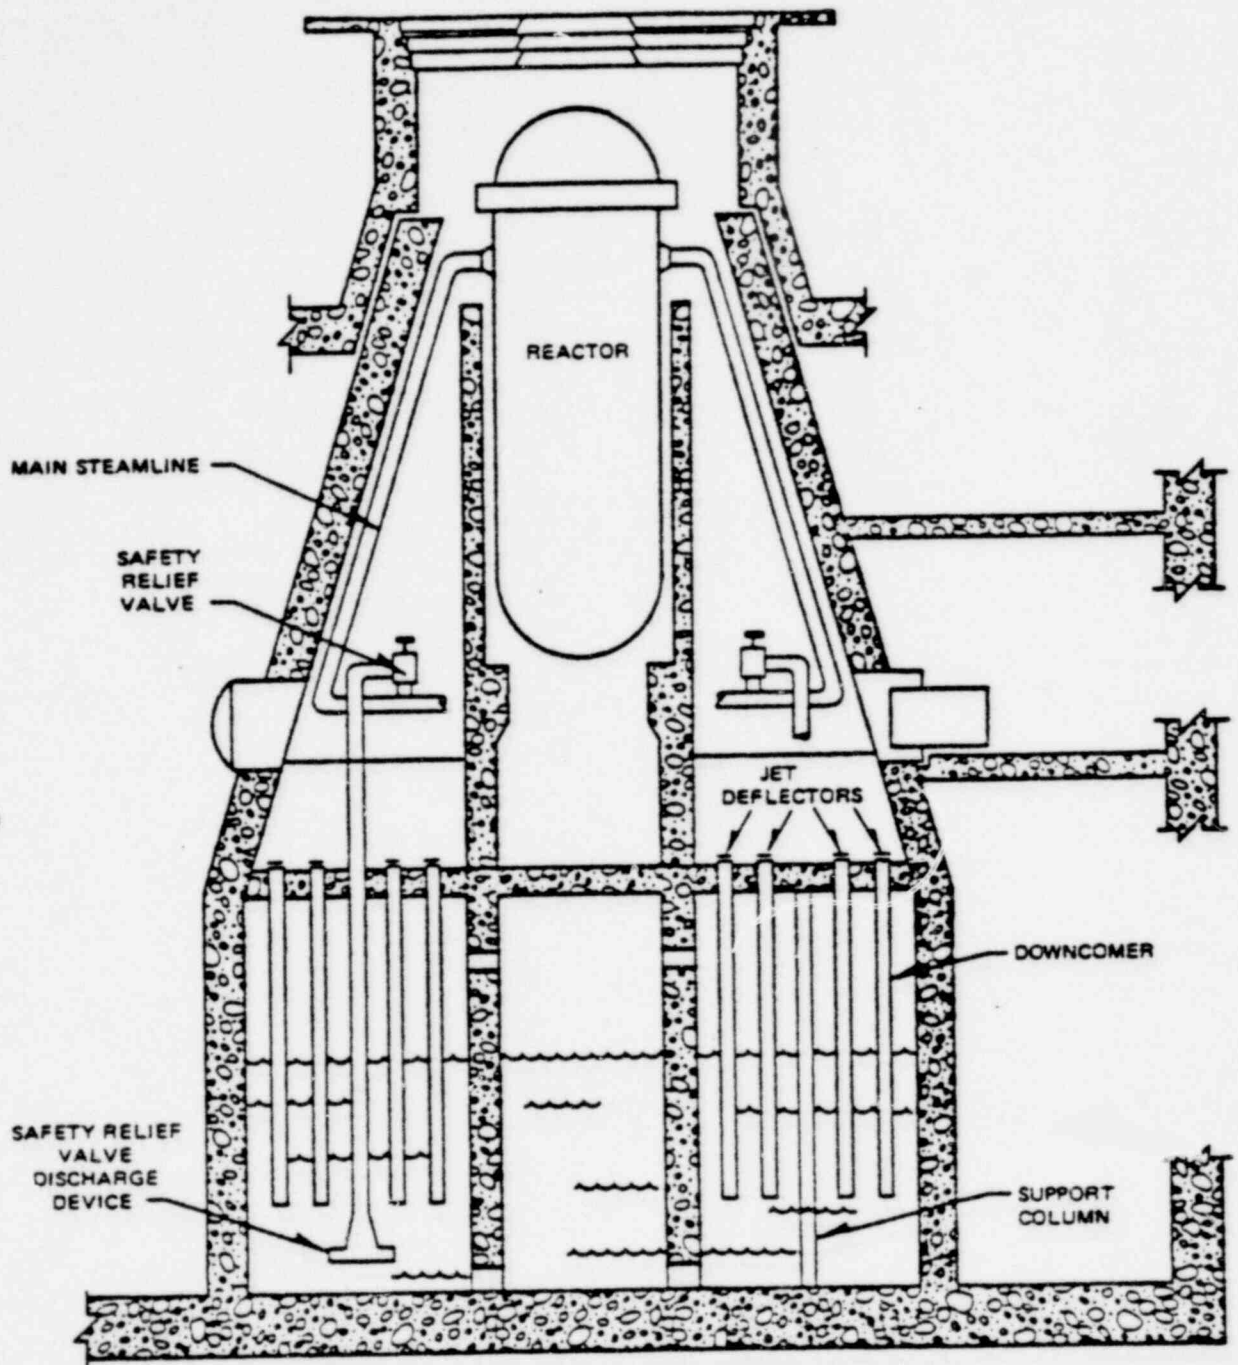 REACTOR
MAIN STEAMLINE
SAFETY
RELIEF
VALVE
JET
DEFLECTORS
DOWNCOMER
SAFETY RELIEF
VALVE
DISCHARGE
DEVICE
SUPPORT
COLUMN